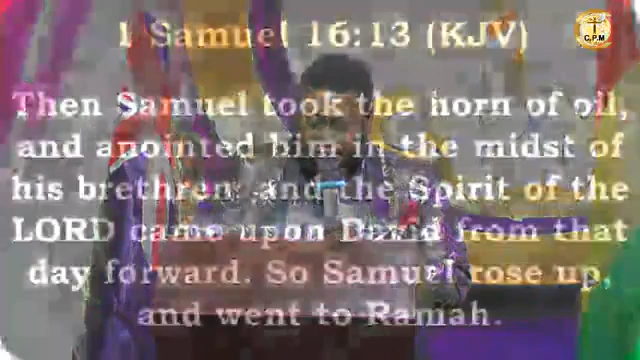 1 Samuel 16:13 (KJV)
C.P.M
Then Samuel took the horn of oil,
and anointed him in the midst of
his brethren: and the Spirit of the
LORD came upon David from that
day forward. So Samuel rose up,
and went to Ramah.